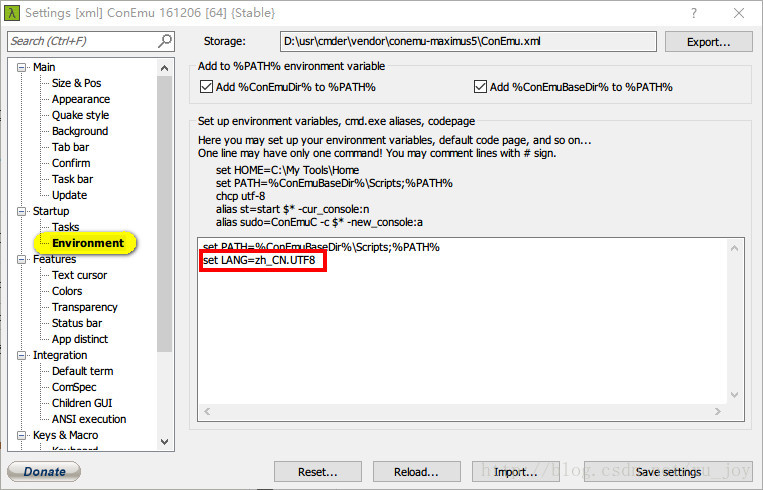 Settings [xml] ConEmu 161206 [64] {Stable}
Search (Ctrl+F)
Storage:
D:\usr\cmder\vendor\conemu-maximus5\ConEmu.xml
Export...
Main
Size & Pos
Appearance
Quake style
Background
Tab bar
Confirm
Task bar
Update
Startup
Tasks
Environment
Features
Text cursor
Colors
Transparency
Status bar
App distinct
Integration
Default term
ComSpec
Children GUI
ANSI execution
Keys & Macro
Add to %PATH% environment variable
Add %ConEmuDir% to %PATH%
Add %ConEmuBaseDir% to %PATH%
Set up environment variables, cmd.exe aliases, codepage
Here you may set up your environment variables, default code page, and so on...
One line may have only one command! You may comment lines with # sign.
set HOME=C:\My Tools\Home
set PATH=%ConEmuBaseDir%\Scripts;%PATH%
chcp utf-8
alias st=start $* -cur_console:n
alias sudo=ConEmuC -c $* -new_console:a
set PATH=%ConEmuBaseDir%\Scripts;%PATH%
set LANG=zh_CN.UTF8
Donate
Reset...
Reload...
Import...
Save settings